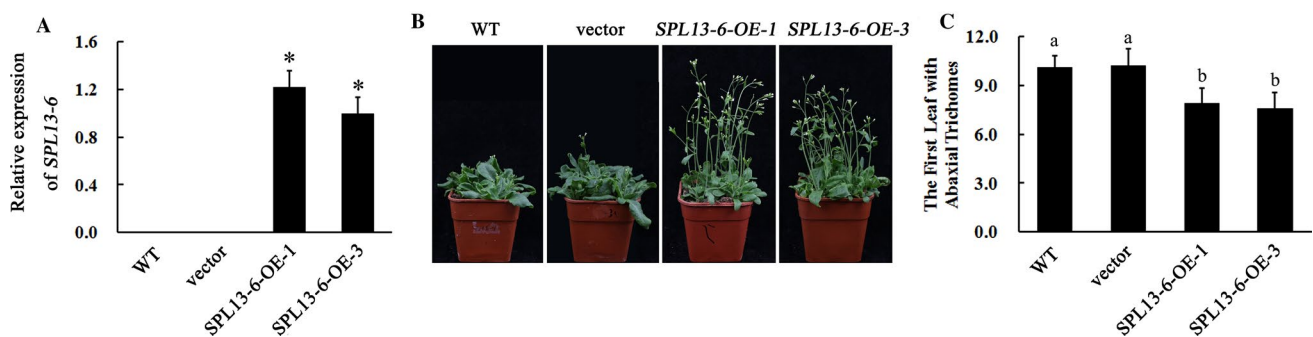 A
Relative expression
of SPL13-6
1.6
1.2
0.8
0.4
0.0
*
*
WT
vector
SPL13-6-OE-1
SPL13-6-OE-3
B
WT
vector
SPL13-6-OE-1
SPL13-6-OE-3
C
The First Leaf with
Abaxial Trichomes
12.0
9.0
6.0
3.0
0.0
a
a
b
b
WT
vector
SPL13-6-OE-1
SPL13-6-OE-3